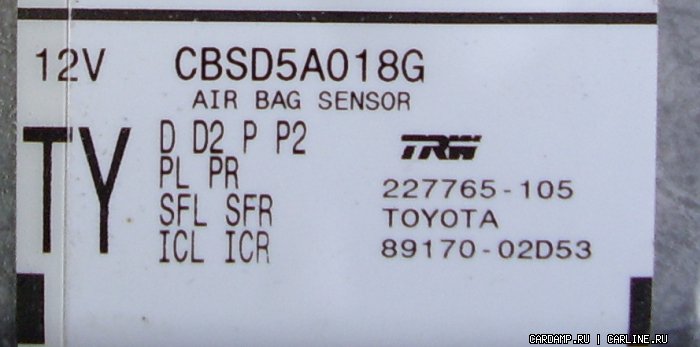 12V CBSD5A018G
AIR BAG SENSOR
TY
D D2 P P2
PL PR
SFL SFR
ICL ICR
TRW
227765-105
TOYOTA
89170-02D53
CARDAMP.RU | CARLINE.RU